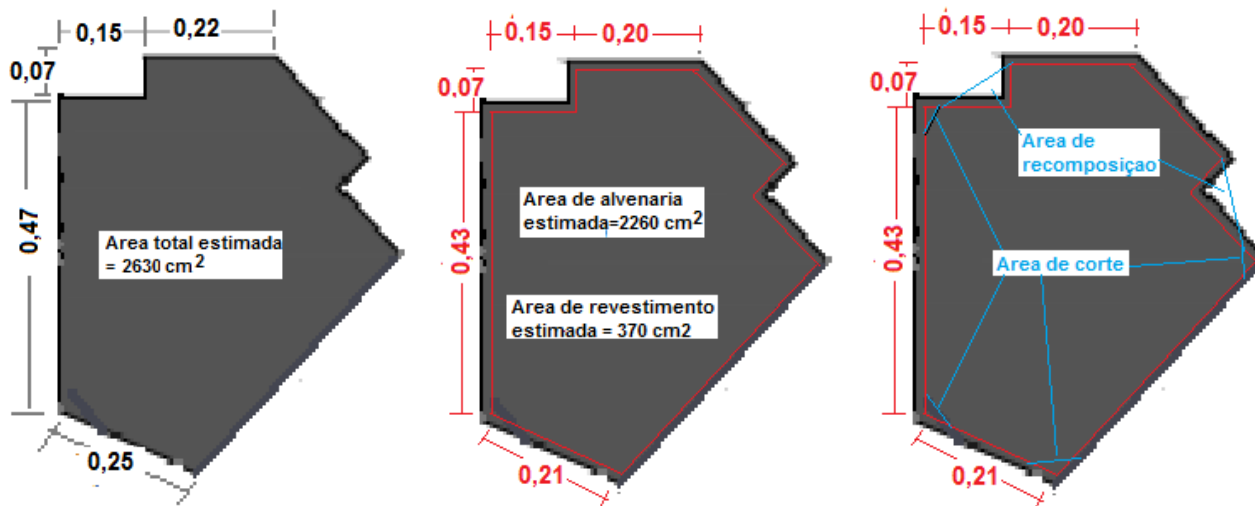 0,15
0,22
0,07
0,47
Area total estimada
= 2630 cm2
0,25
0,15
0,20
0,07
0,43
Area de alvenaria
estimada=2260 cm2
Area de revestimento
estimada = 370 cm2
0,21
0,15
0,20
0,07
0,43
Area de
recomposiçao
Area de corte
0,21